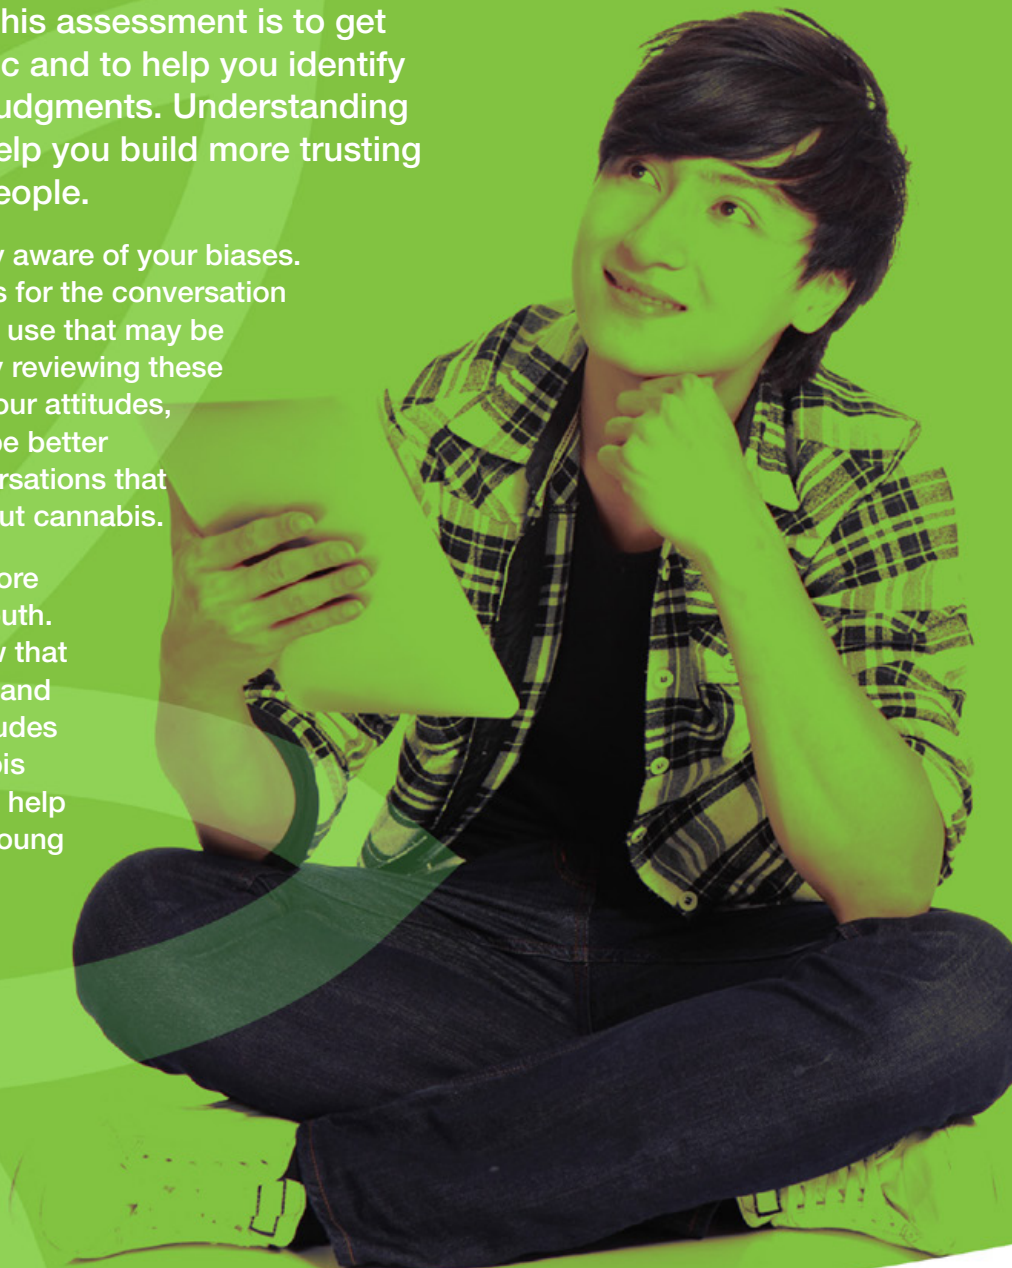 his assessment is to get
c and to help you identify
udgments. Understanding
elp you build more trusting
eople.
y aware of your biases.
s for the conversation
use that may be
y reviewing these
our attitudes,
be better
ersations that
ut cannabis.
ore
uth.
w that
and
udes
bis
help
oung